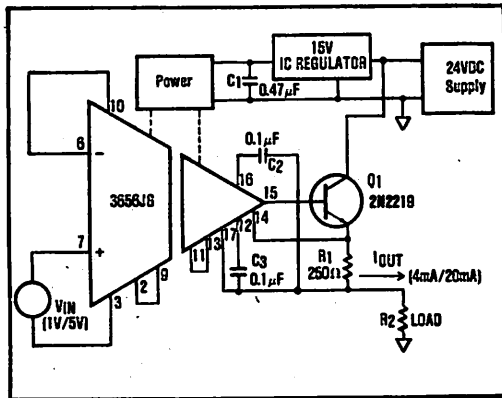 15V
IC REGULATOR
24VDC
Supply
Power
C1
0.47μF
10
6
−
3656JG
7
+
VIN
(1V/5V)
3
2
9
0.1μF
C2
16
15
14
12
17
13
11
C3
0.1μF
Q1
2N2219
R1
250Ω
IOUT
(4mA/20mA)
R2
LOAD